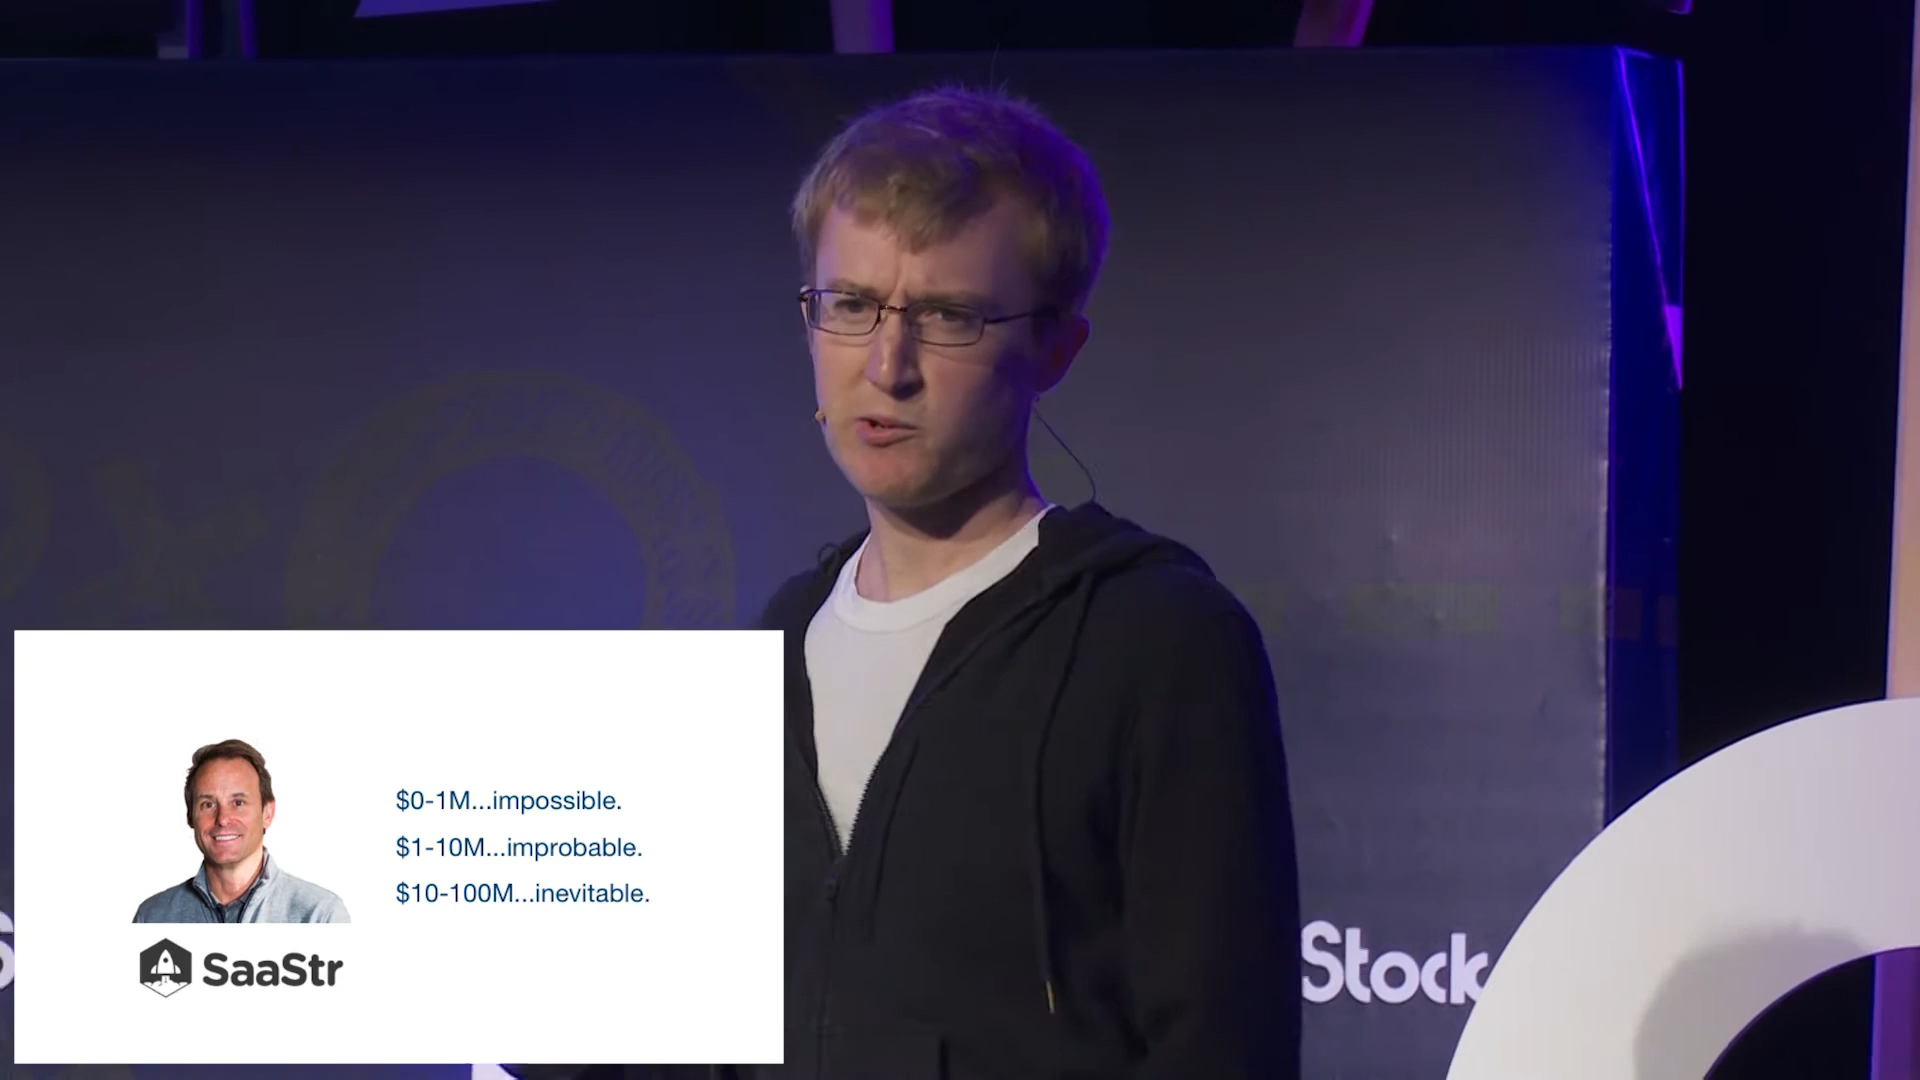 $0-1M...impossible.
$1-10M...improbable.
$10-100M...inevitable.
SaaStr
Stock